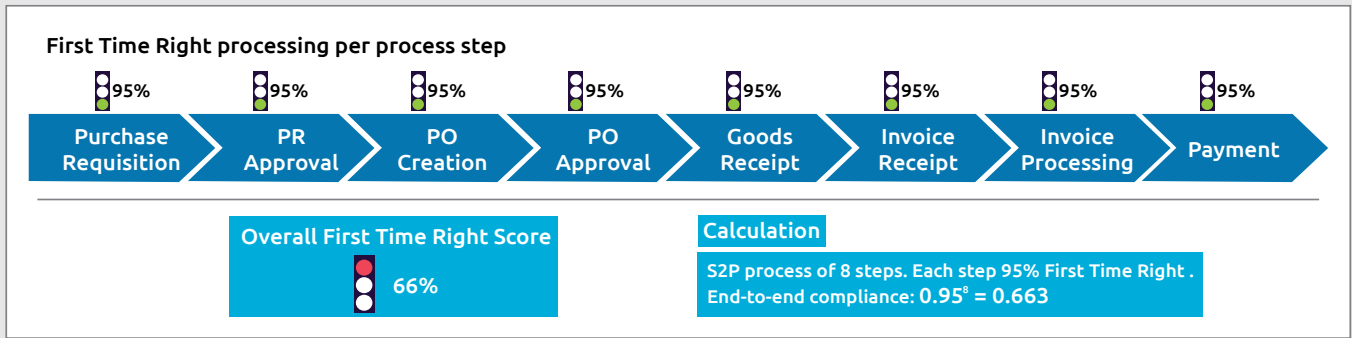 First Time Right processing per process step
95%
95%
95%
95%
95%
95%
95%
95%
Purchase
Requisition
PR
Approval
PO
Creation
PO
Approval
Goods
Receipt
Invoice
Receipt
Invoice
Processing
Payment
Overall First Time Right Score
66%
Calculation
S2P process of 8 steps. Each step 95% First Time Right .
End-to-end compliance: 0.95⁸ = 0.663